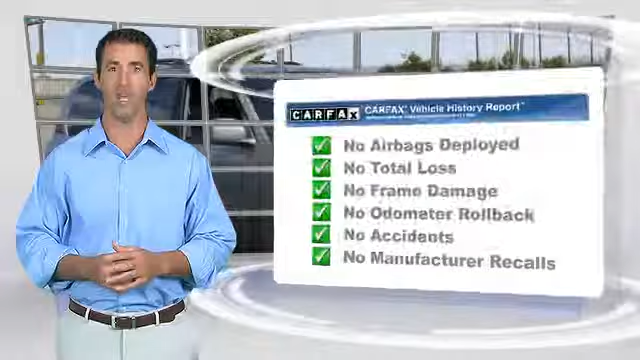 CARFAX CARFAX Vehicle History Report™
No Airbags Deployed
No Total Loss
No Frame Damage
No Odometer Rollback
No Accidents
No Manufacturer Recalls